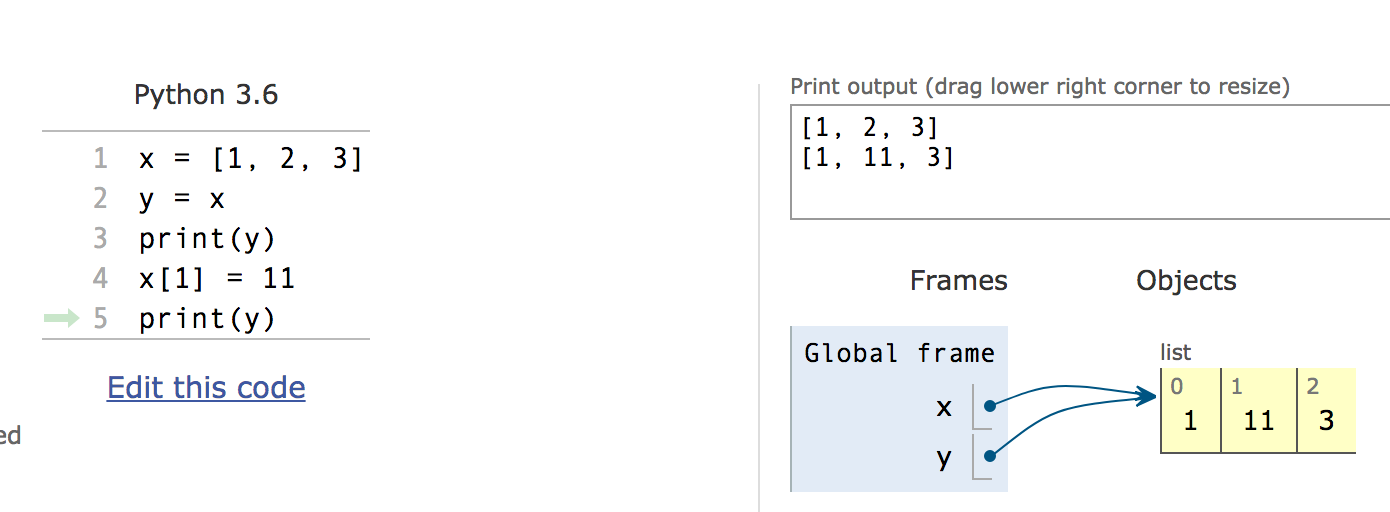 Python 3.6
1 x = [1, 2, 3]
2 y = x
3 print(y)
4 x[1] = 11
5 print(y)
Edit this code
ed
Print output (drag lower right corner to resize)
[1, 2, 3]
[1, 11, 3]
Frames
Objects
Global frame
x
y
list
0 1 2
1 11 3